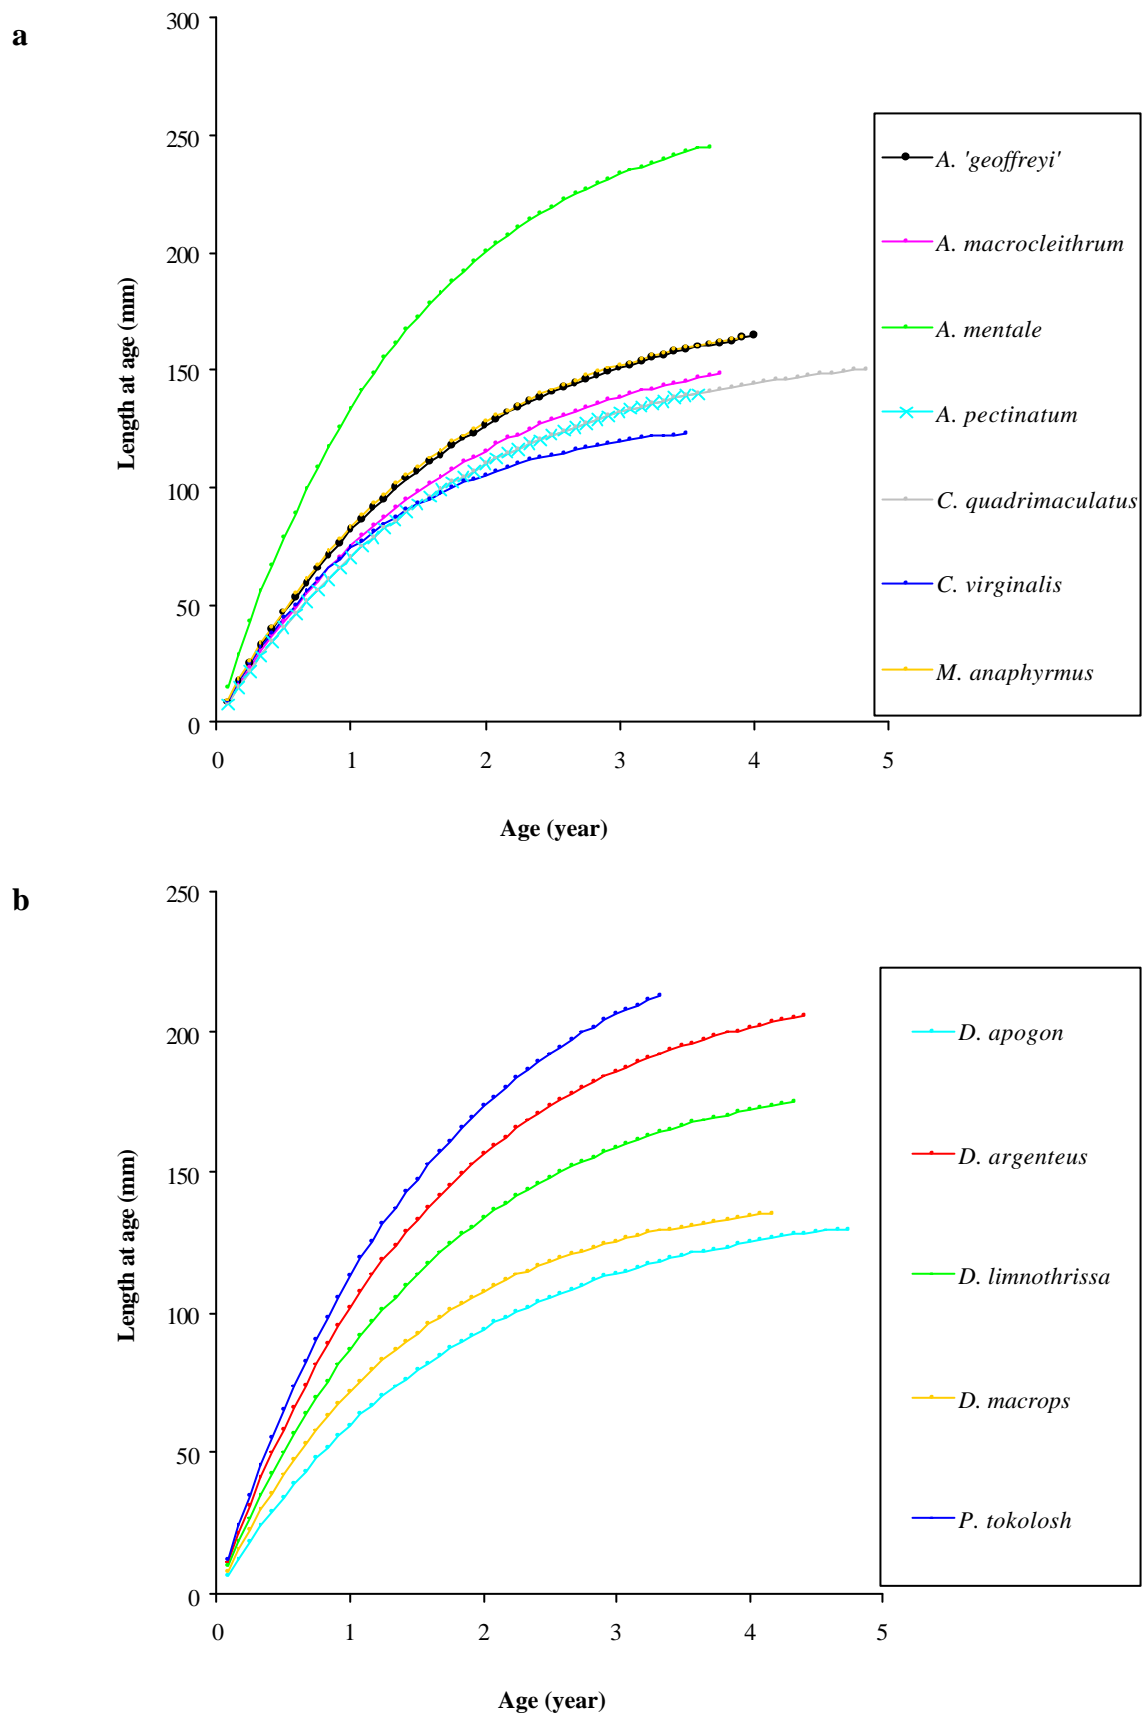 a
300
250
200
150
100
50
0
Length at age (mm)
0 1 2 3 4 5
Age (year)
A. 'geoffreyi'
A. macrocleithrum
A. mentale
A. pectinatum
C. quadrimaculatus
C. virginalis
M. anaphyrmus
b
250
200
150
100
50
0
Length at age (mm)
0 1 2 3 4 5
Age (year)
D. apogon
D. argenteus
D. limnothrissa
D. macrops
P. tokolosh